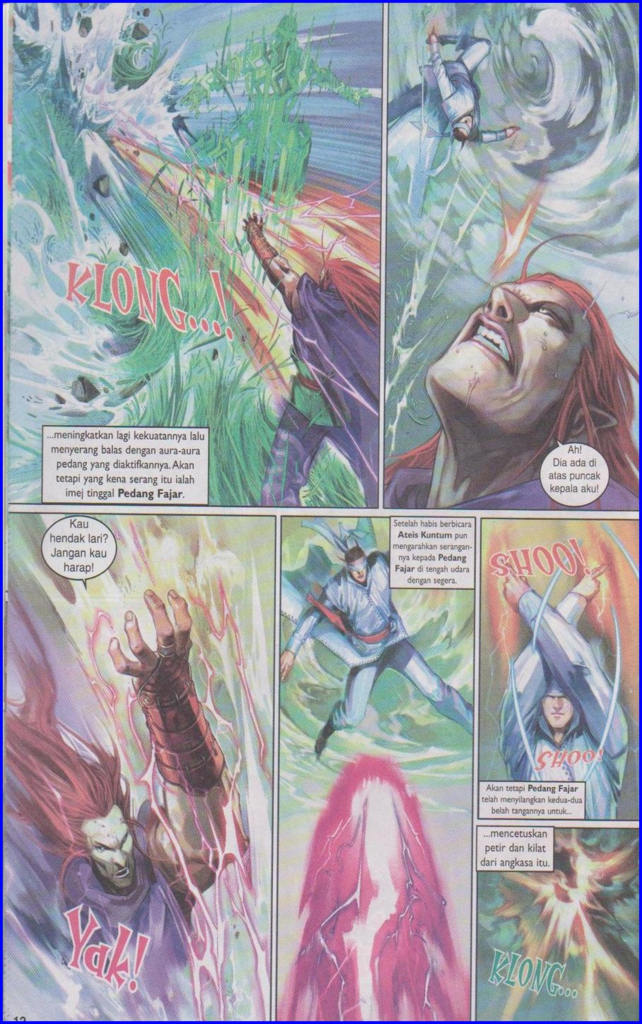 KLONG....!
...meningkatkan lagi kekuatannya lalu
menyerang balas dengan aura-aura
pedang yang diaktifkannya. Akan
tetapi yang kena serang itu ialah
imej tinggal Pedang Fajar.
Ah!
Dia ada di
atas puncak
kepala aku!
Kau
hendak lari?
Jangan kau
harap!
Yak!
Setelah habis berbicara
Ateis Kuntum pun
mengarahkan serangan-
nya kepada Pedang
Fajar di tengah udara
dengan segera.
SHOO!
SHOO!
Akan tetapi Pedang Fajar
telah menyilangkan kedua-dua
belah tangannya untuk...
...mencetuskan
petir dan kilat
dari angkasa itu.
KLONG...
12